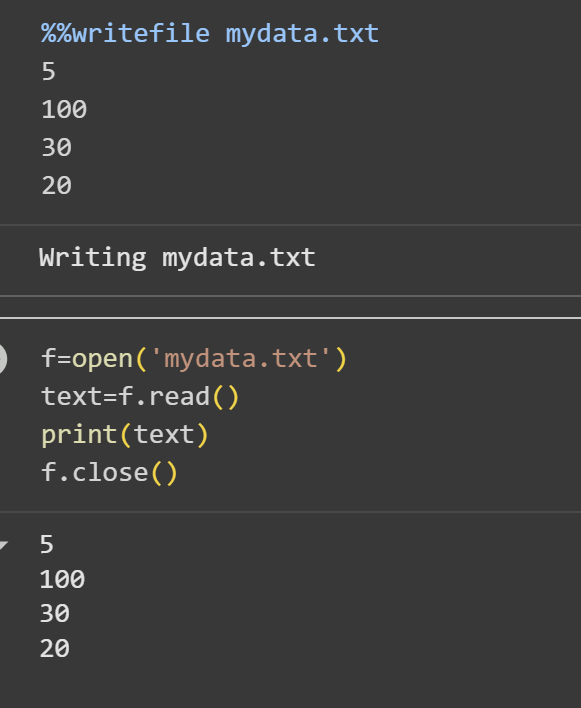 %%writefile mydata.txt
5
100
30
20
Writing mydata.txt
f=open('mydata.txt')
text=f.read()
print(text)
f.close()
5
100
30
20